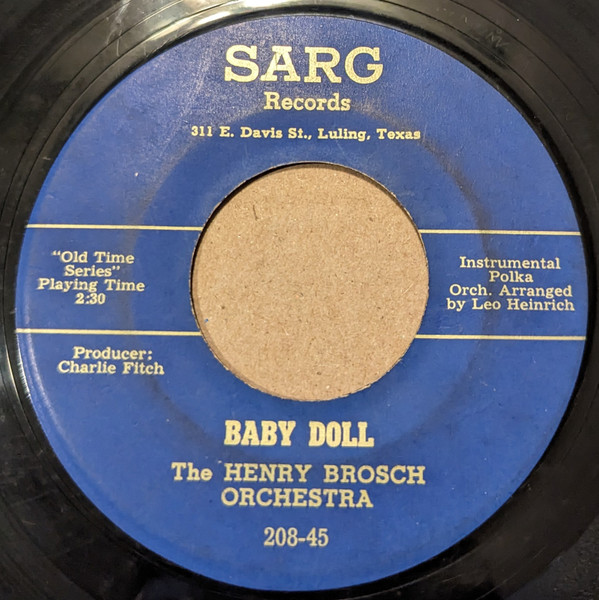 SARG
Records
311 E. Davis St., Luling, Texas
"Old Time
Series"
Playing Time
2:30
Producer:
Charlie Fitch
Instrumental
Polka
Orch. Arranged
by Leo Heinrich
BABY DOLL
The HENRY BROSCH
ORCHESTRA
208-45